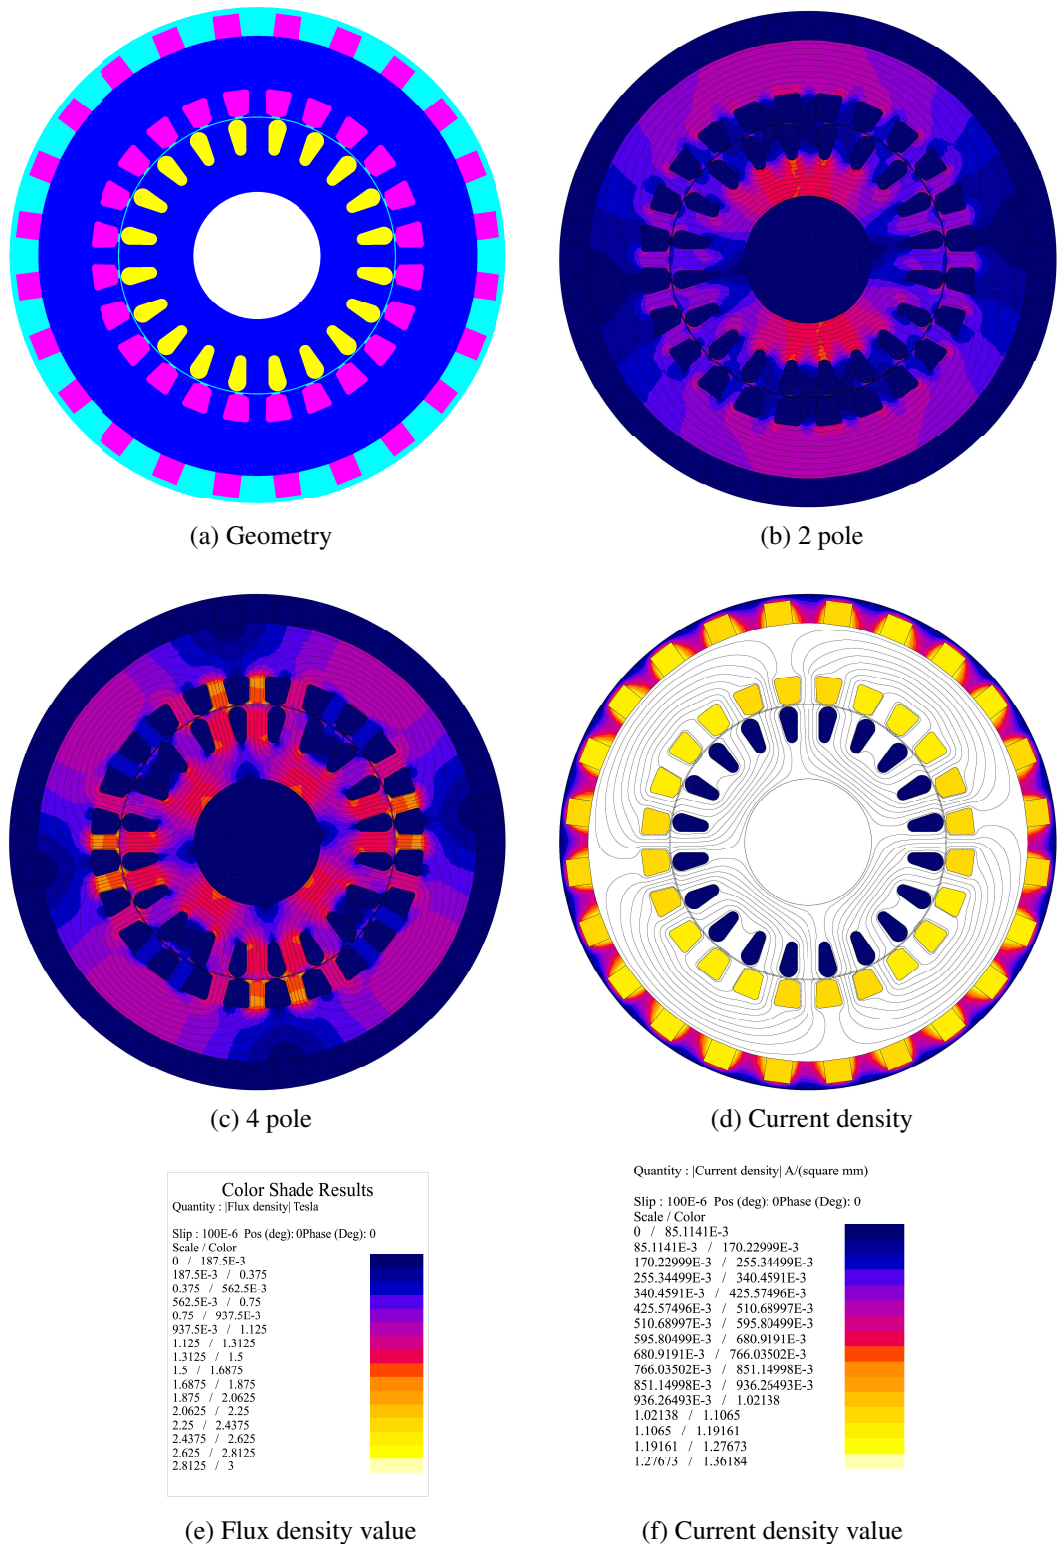 (a) Geometry
(b) 2 pole
(c) 4 pole
(d) Current density
Color Shade Results
Quantity : |Flux density| Tesla
Slip : 100E-6 Pos (deg): 0Phase (Deg): 0
Scale / Color
0 / 187.5E-3
187.5E-3 / 0.375
0.375 / 562.5E-3
562.5E-3 / 0.75
0.75 / 937.5E-3
937.5E-3 / 1.125
1.125 / 1.3125
1.3125 / 1.5
1.5 / 1.6875
1.6875 / 1.875
1.875 / 2.0625
2.0625 / 2.25
2.25 / 2.4375
2.4375 / 2.625
2.625 / 2.8125
2.8125 / 3
(e) Flux density value
Quantity : |Current density| A/(square mm)
Slip : 100E-6 Pos (deg): 0Phase (Deg): 0
Scale / Color
0 / 85.1141E-3
85.1141E-3 / 170.22999E-3
170.22999E-3 / 255.34499E-3
255.34499E-3 / 340.4591E-3
340.4591E-3 / 425.57496E-3
425.57496E-3 / 510.68997E-3
510.68997E-3 / 595.80499E-3
595.80499E-3 / 680.9191E-3
680.9191E-3 / 766.03502E-3
766.03502E-3 / 851.14998E-3
851.14998E-3 / 936.26493E-3
936.26493E-3 / 1.02138
1.02138 / 1.1065
1.1065 / 1.19161
1.19161 / 1.27673
1.27673 / 1.36184
(f) Current density value